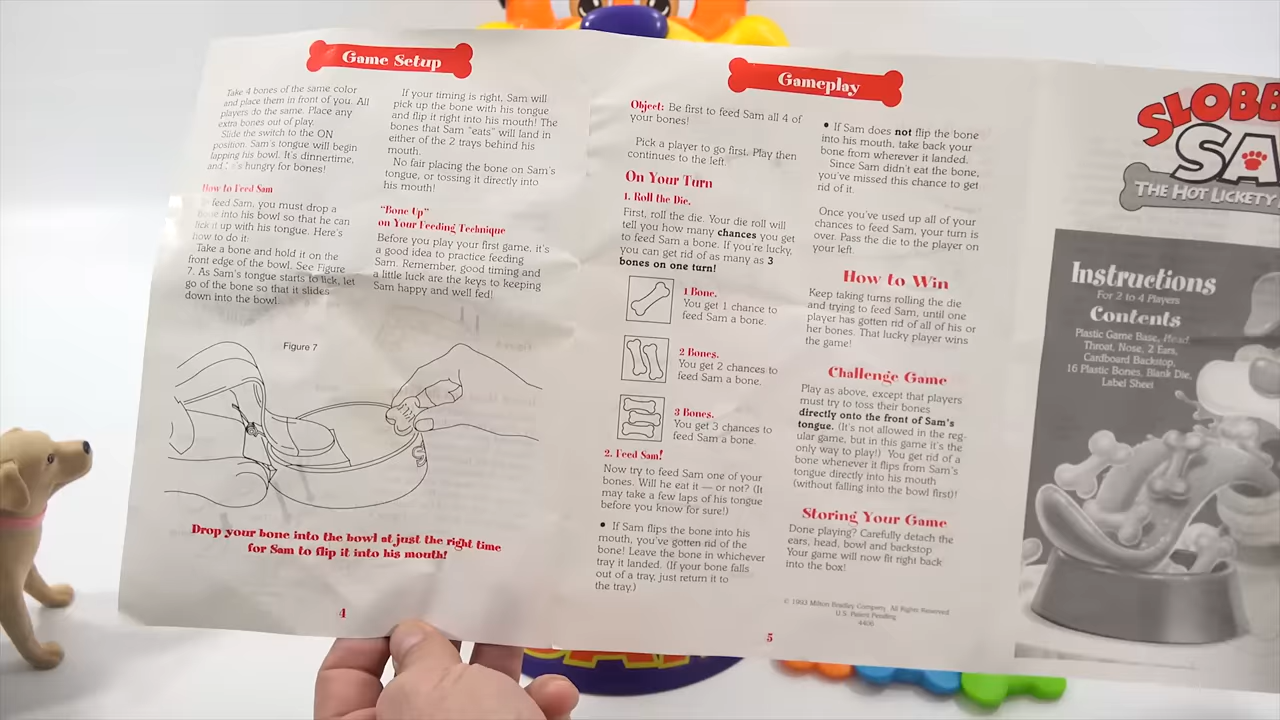 Game Setup
Take 4 bones of the same color
and place them in front of you. All
players do the same. Place any
extra bones out of play.
Slide the switch to the ON
position. Sam's tongue will begin
lapping his bowl. It's dinnertime,
and hungry for bones!
How to Feed Sam
feed Sam, you must drop a
bone into his bowl so that he can
lick it up with his tongue. Here's
how to do it:
Take a bone and hold it on the
front edge of the bowl. See Figure
7. As Sam's tongue starts to lick, let
go of the bone so that it slides
down into the bowl.
If your timing is right, Sam will
pick up the bone with his tongue
and flip it right into his mouth! The
bones that Sam "eats" will land in
either of the 2 trays behind his
mouth.
No fair placing the bone on Sam's
tongue, or tossing it directly into
his mouth!
"Bone Up"
on Your Feeding Technique
Before you play your first game, it's
a good idea to practice feeding
Sam. Remember, good timing and
a little luck are the keys to keeping
Sam happy and well fed!
Figure 7
Drop your bone into the bowl at just the right time
for Sam to flip it into his mouth!
4
Gameplay
Object: Be first to feed Sam all 4 of
your bones!
Pick a player to go first. Play then
continues to the left.
On Your Turn
1. Roll the Die.
First, roll the die. Your die roll will
tell you how many chances you get
to feed Sam a bone. If you're lucky,
you can get rid of as many as 3
bones on one turn!
1 Bone.
You get 1 chance to
feed Sam a bone.
2 Bones.
You get 2 chances to
feed Sam a bone.
3 Bones.
You get 3 chances to
feed Sam a bone.
2. Feed Sam!
Now try to feed Sam one of your
bones. Will he eat it — or not? (It
may take a few laps of his tongue
before you know for sure!)
• If Sam flips the bone into his
mouth, you've gotten rid of the
bone! Leave the bone in whichever
tray it landed. (If your bone falls
out of a tray, just return it to
the tray.)
• If Sam does not flip the bone
into his mouth, take back your
bone from wherever it landed.
Since Sam didn't eat the bone,
you've missed this chance to get
rid of it.
Once you've used up all of your
chances to feed Sam, your turn is
over. Pass the die to the player on
your left.
How to Win
Keep taking turns rolling the die
and trying to feed Sam, until one
player has gotten rid of all of his or
her bones. That lucky player wins
the game!
Challenge Game
Play as above, except that players
must try to toss their bones
directly onto the front of Sam's
tongue. (It's not allowed in the reg-
ular game, but in this game it's the
only way to play!) You get rid of a
bone whenever it flips from Sam's
tongue directly into his mouth
(without falling into the bowl first)!
Storing Your Game
Done playing? Carefully detach the
ears, head, bowl and backstop.
Your game will now fit right back
into the box!
© 1993 Milton Bradley Company. All Rights Reserved.
U.S. Patent Pending
4406
5
SLOBB
SA
THE HOT LICKETY
Instructions
For 2 to 4 Players
Contents
Plastic Game Base, Head,
Throat, Nose, 2 Ears,
Cardboard Backstop,
16 Plastic Bones, Blank Die,
Label Sheet